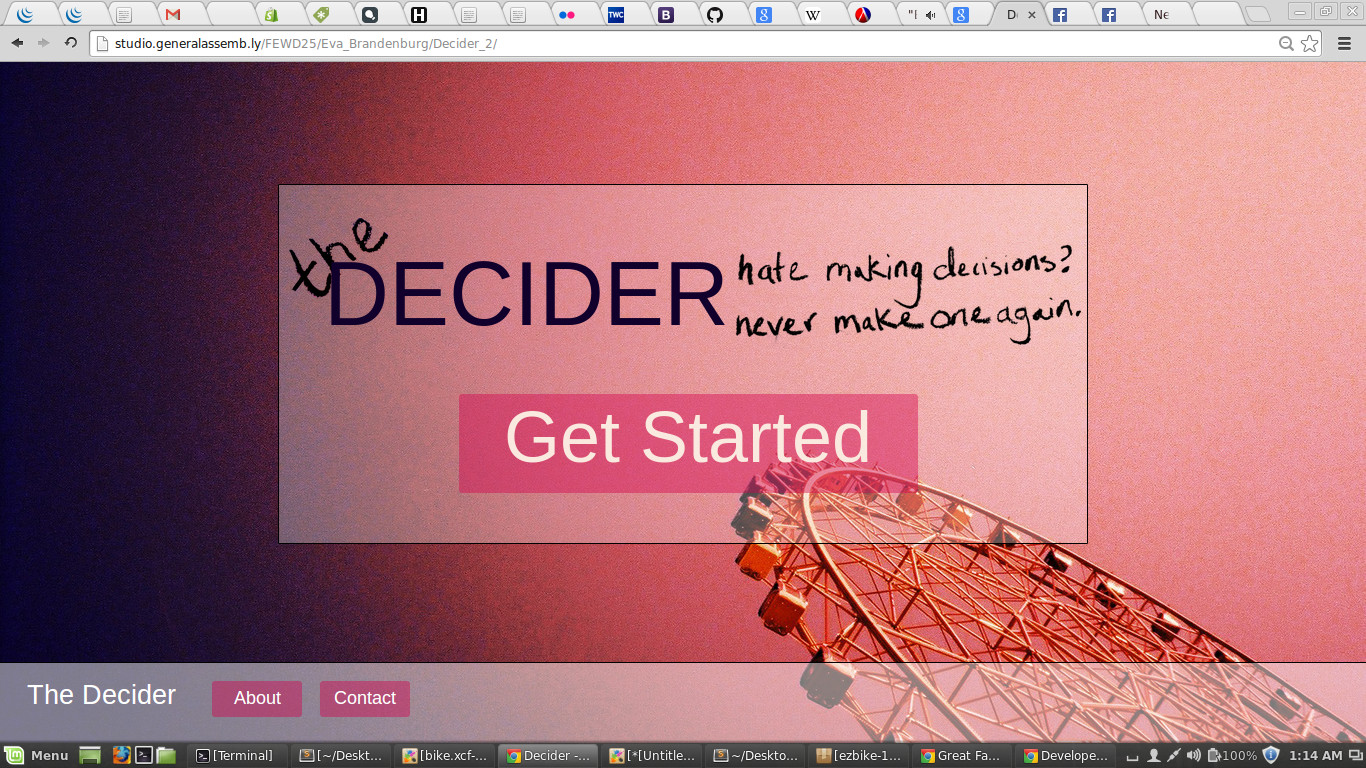 "I
D
Ne
studio.generalassemb.ly/FEWD25/Eva_Brandenburg/Decider_2/
the
DECIDER
hate making decisions?
never make one again.
Get Started
The Decider
About
Contact
Menu
[Terminal]
[~/Deskt...
[bike.xcf-...
Decider -...
[*[Untitle...
~/Deskto...
[ezbike-1...
Great Fa...
Develope...
100%
1:14 AM